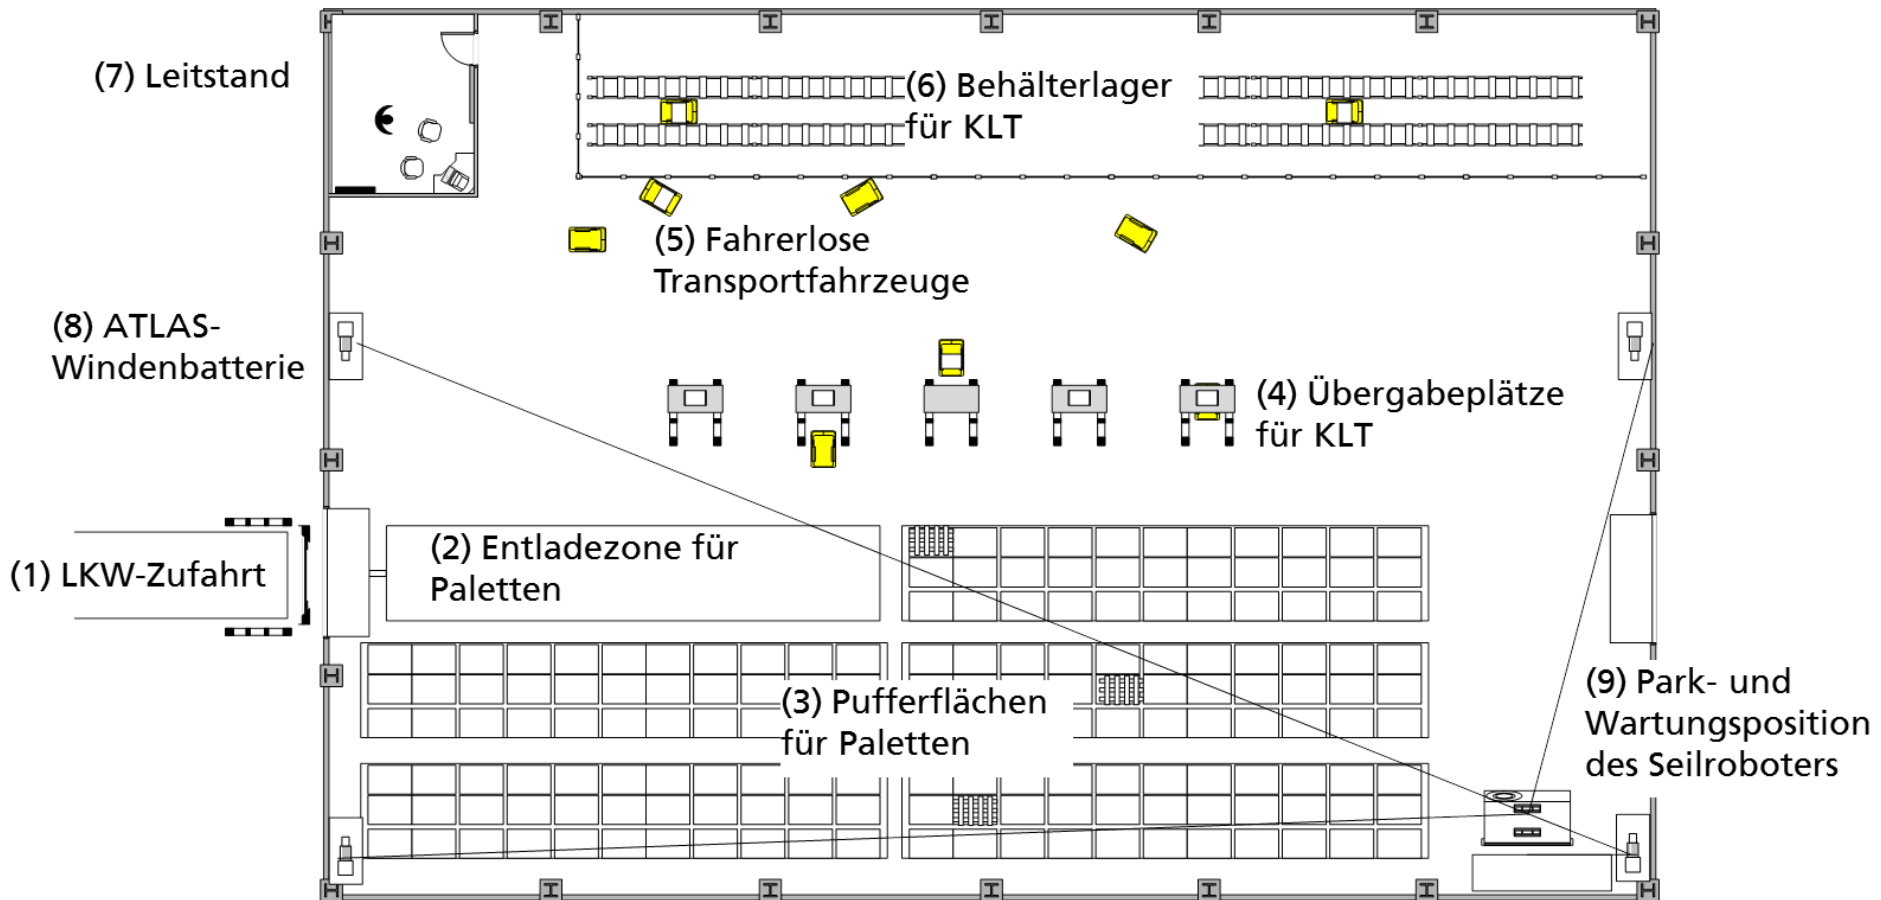 (7) Leitstand
(6) Behälterlager
für KLT
(5) Fahrerlose
Transportfahrzeuge
(8) ATLAS-
Windenbatterie
(4) Übergabeplätze
für KLT
(1) LKW-Zufahrt
(2) Entladezone für
Paletten
(3) Pufferflächen
für Paletten
(9) Park- und
Wartungsposition
des Seilroboters